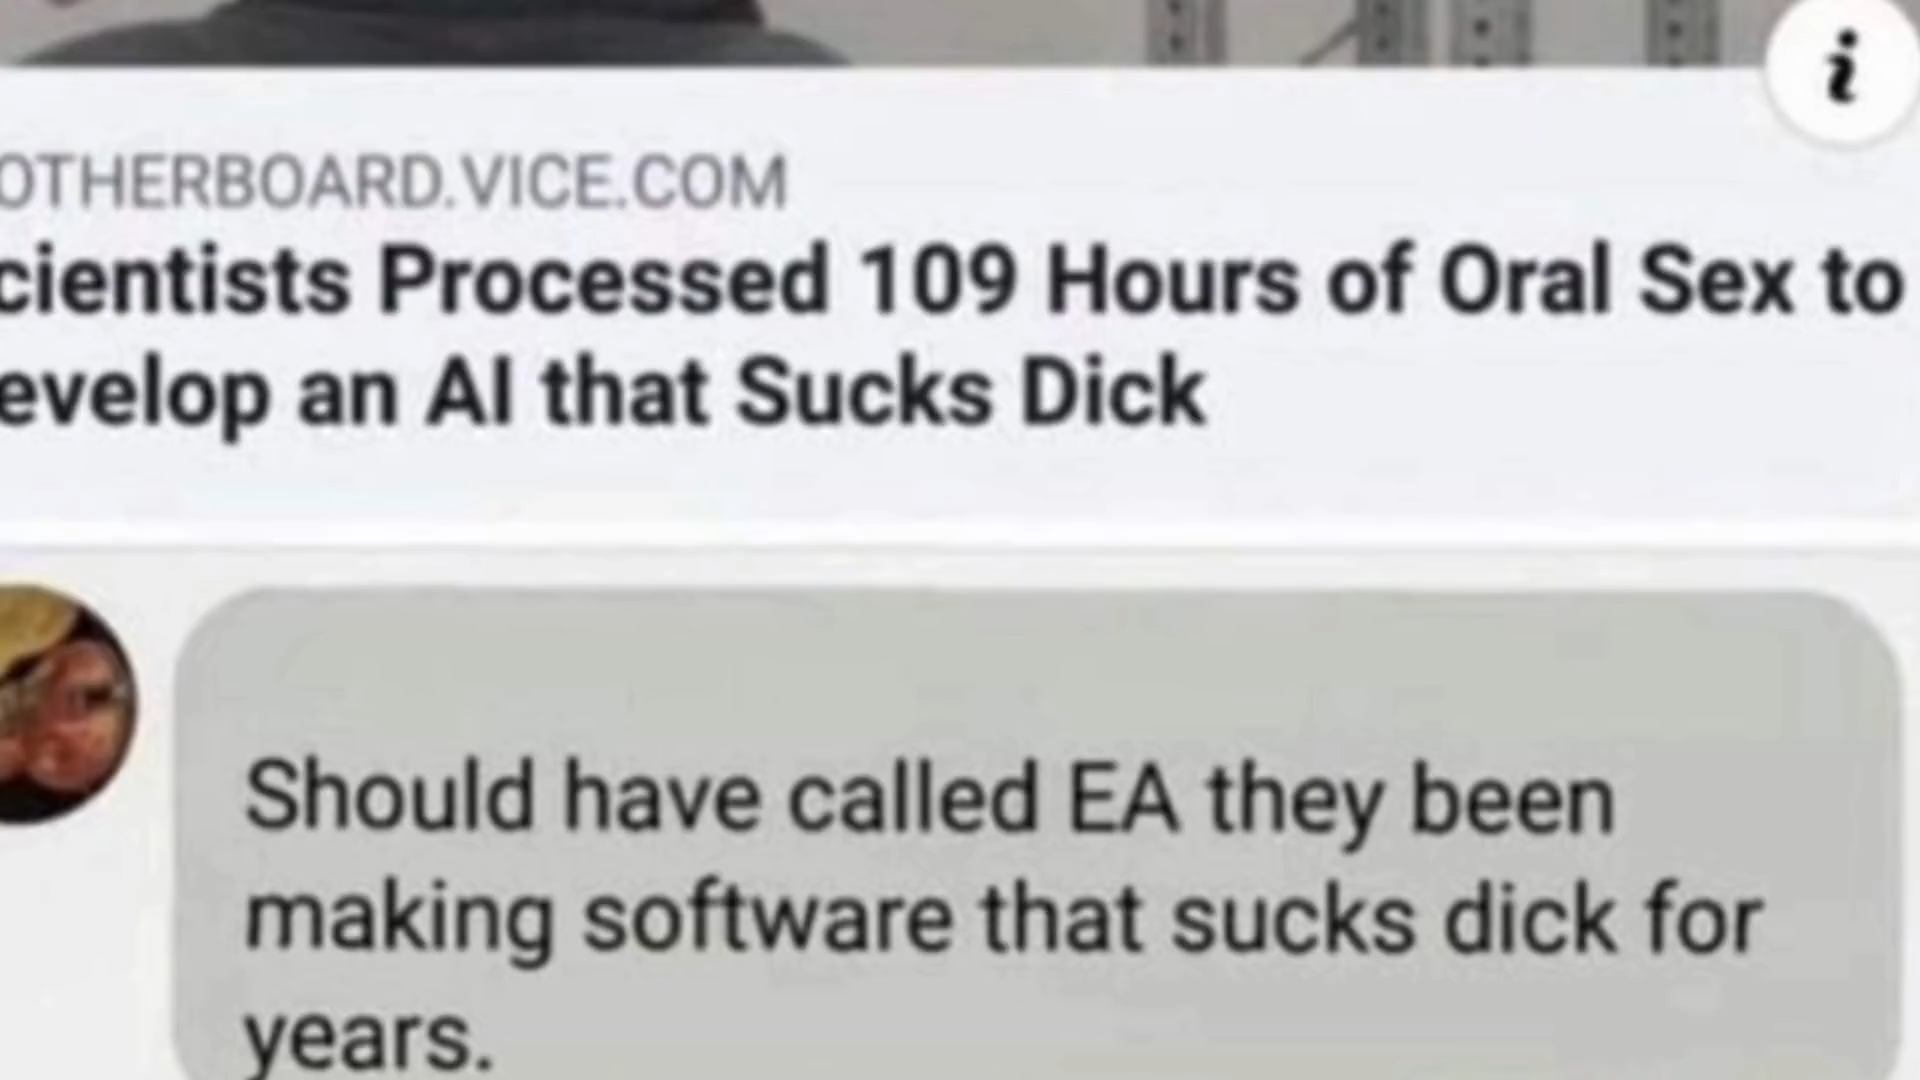 OTHERBOARD.VICE.COM
cientists Processed 109 Hours of Oral Sex to
evelop an AI that Sucks Dick
Should have called EA they been
making software that sucks dick for
years.